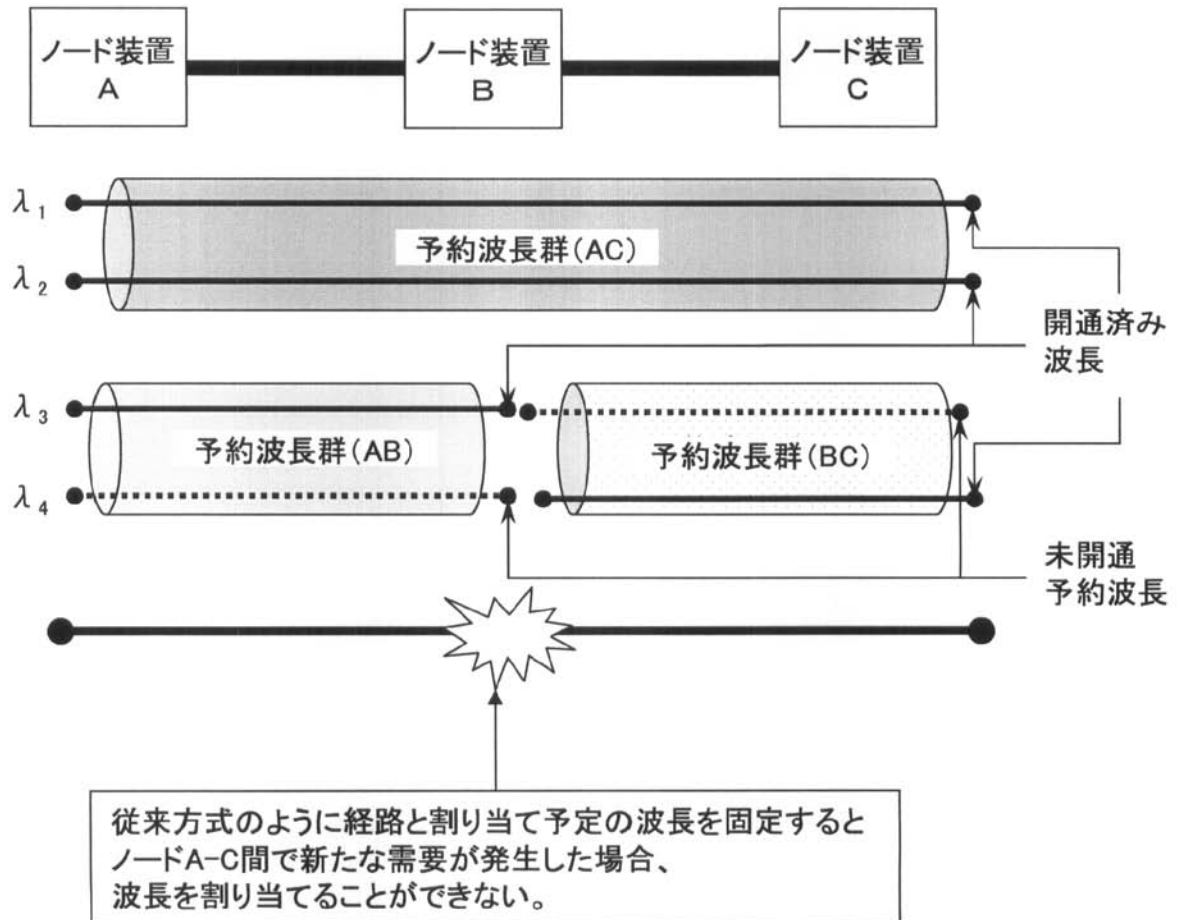 ノード装置
A
ノード装置
B
ノード装置
C
λ1
λ2
予約波長群(AC)
開通済み
波長
λ3
λ4
予約波長群(AB)
予約波長群(BC)
未開通
予約波長
従来方式のように経路と割り当て予定の波長を固定すると
ノードA-C間で新たな需要が発生した場合、
波長を割り当てることができない。